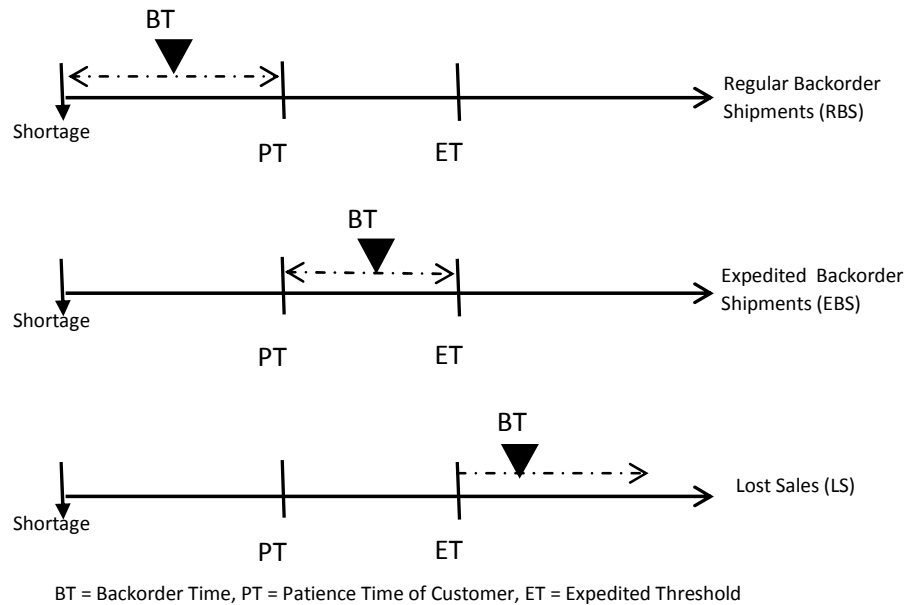 BT
Regular Backorder
Shipments (RBS)
Shortage
PT
ET
BT
Expedited Backorder
Shipments (EBS)
Shortage
PT
ET
BT
Lost Sales (LS)
Shortage
PT
ET
BT = Backorder Time, PT = Patience Time of Customer, ET = Expedited Threshold